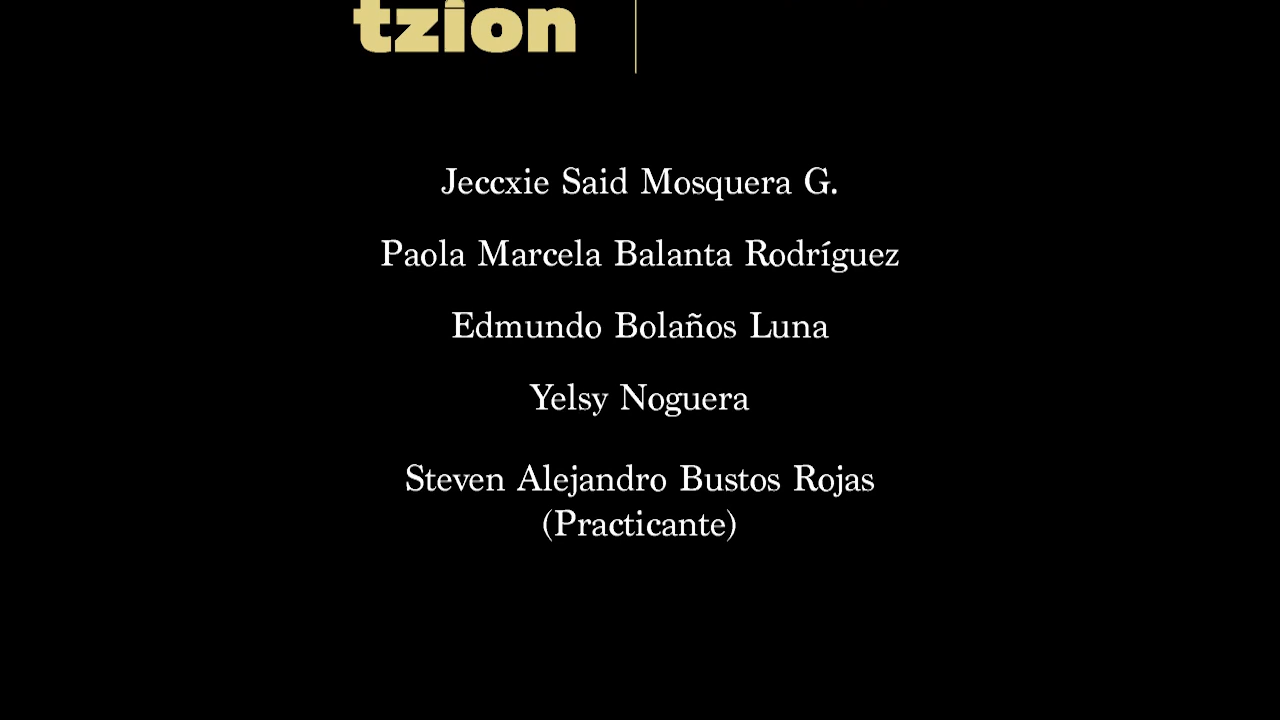 tzion
Jeccxie Said Mosquera G.
Paola Marcela Balanta Rodríguez
Edmundo Bolaños Luna
Yelsy Noguera
Steven Alejandro Bustos Rojas
(Practicante)